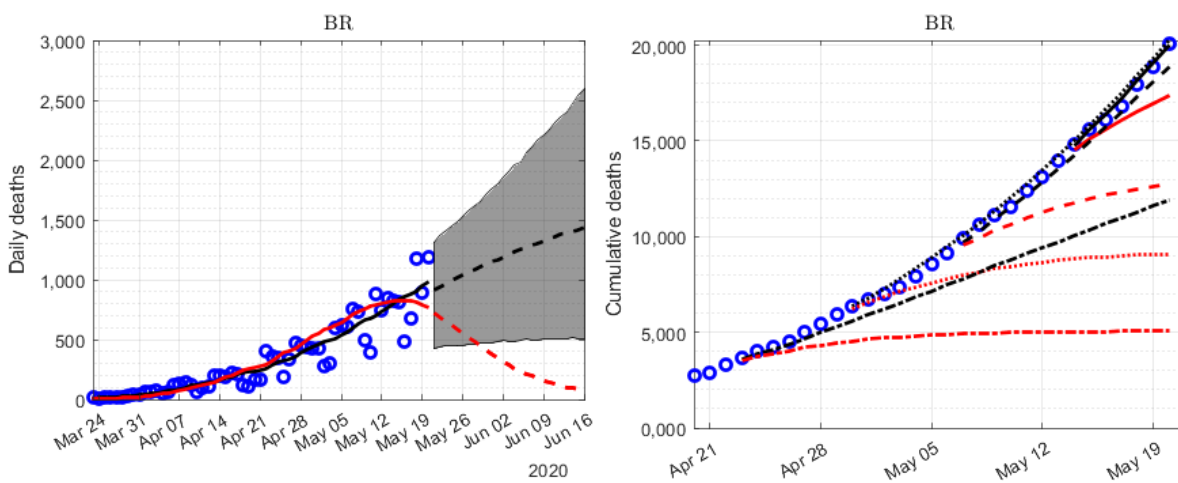 BR
Daily deaths
3,000
2,500
2,000
1,500
1,000
500
0
Mar 24
Mar 31
Apr 07
Apr 14
Apr 21
Apr 28
May 05
May 12
May 19
May 26
Jun 02
Jun 09
Jun 16
2020
BR
Cumulative deaths
20,000
15,000
10,000
5,000
0,000
Apr 21
Apr 28
May 05
May 12
May 19